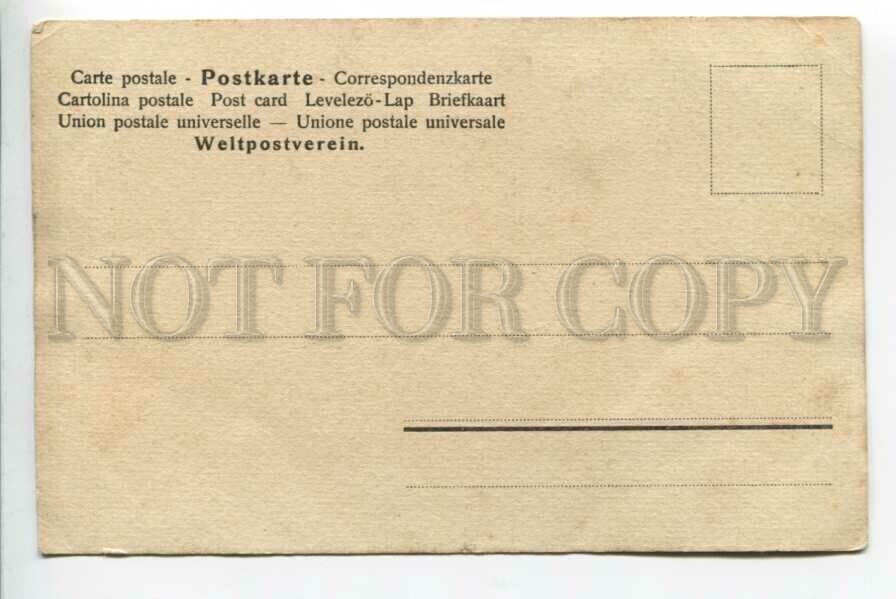 Carte postale - Postkarte - Correspondenzkarte
Cartolina postale Post card Levelező-Lap Briefkaart
Union postale universelle — Unione postale universale
Weltpostverein.
NOT FOR COPY